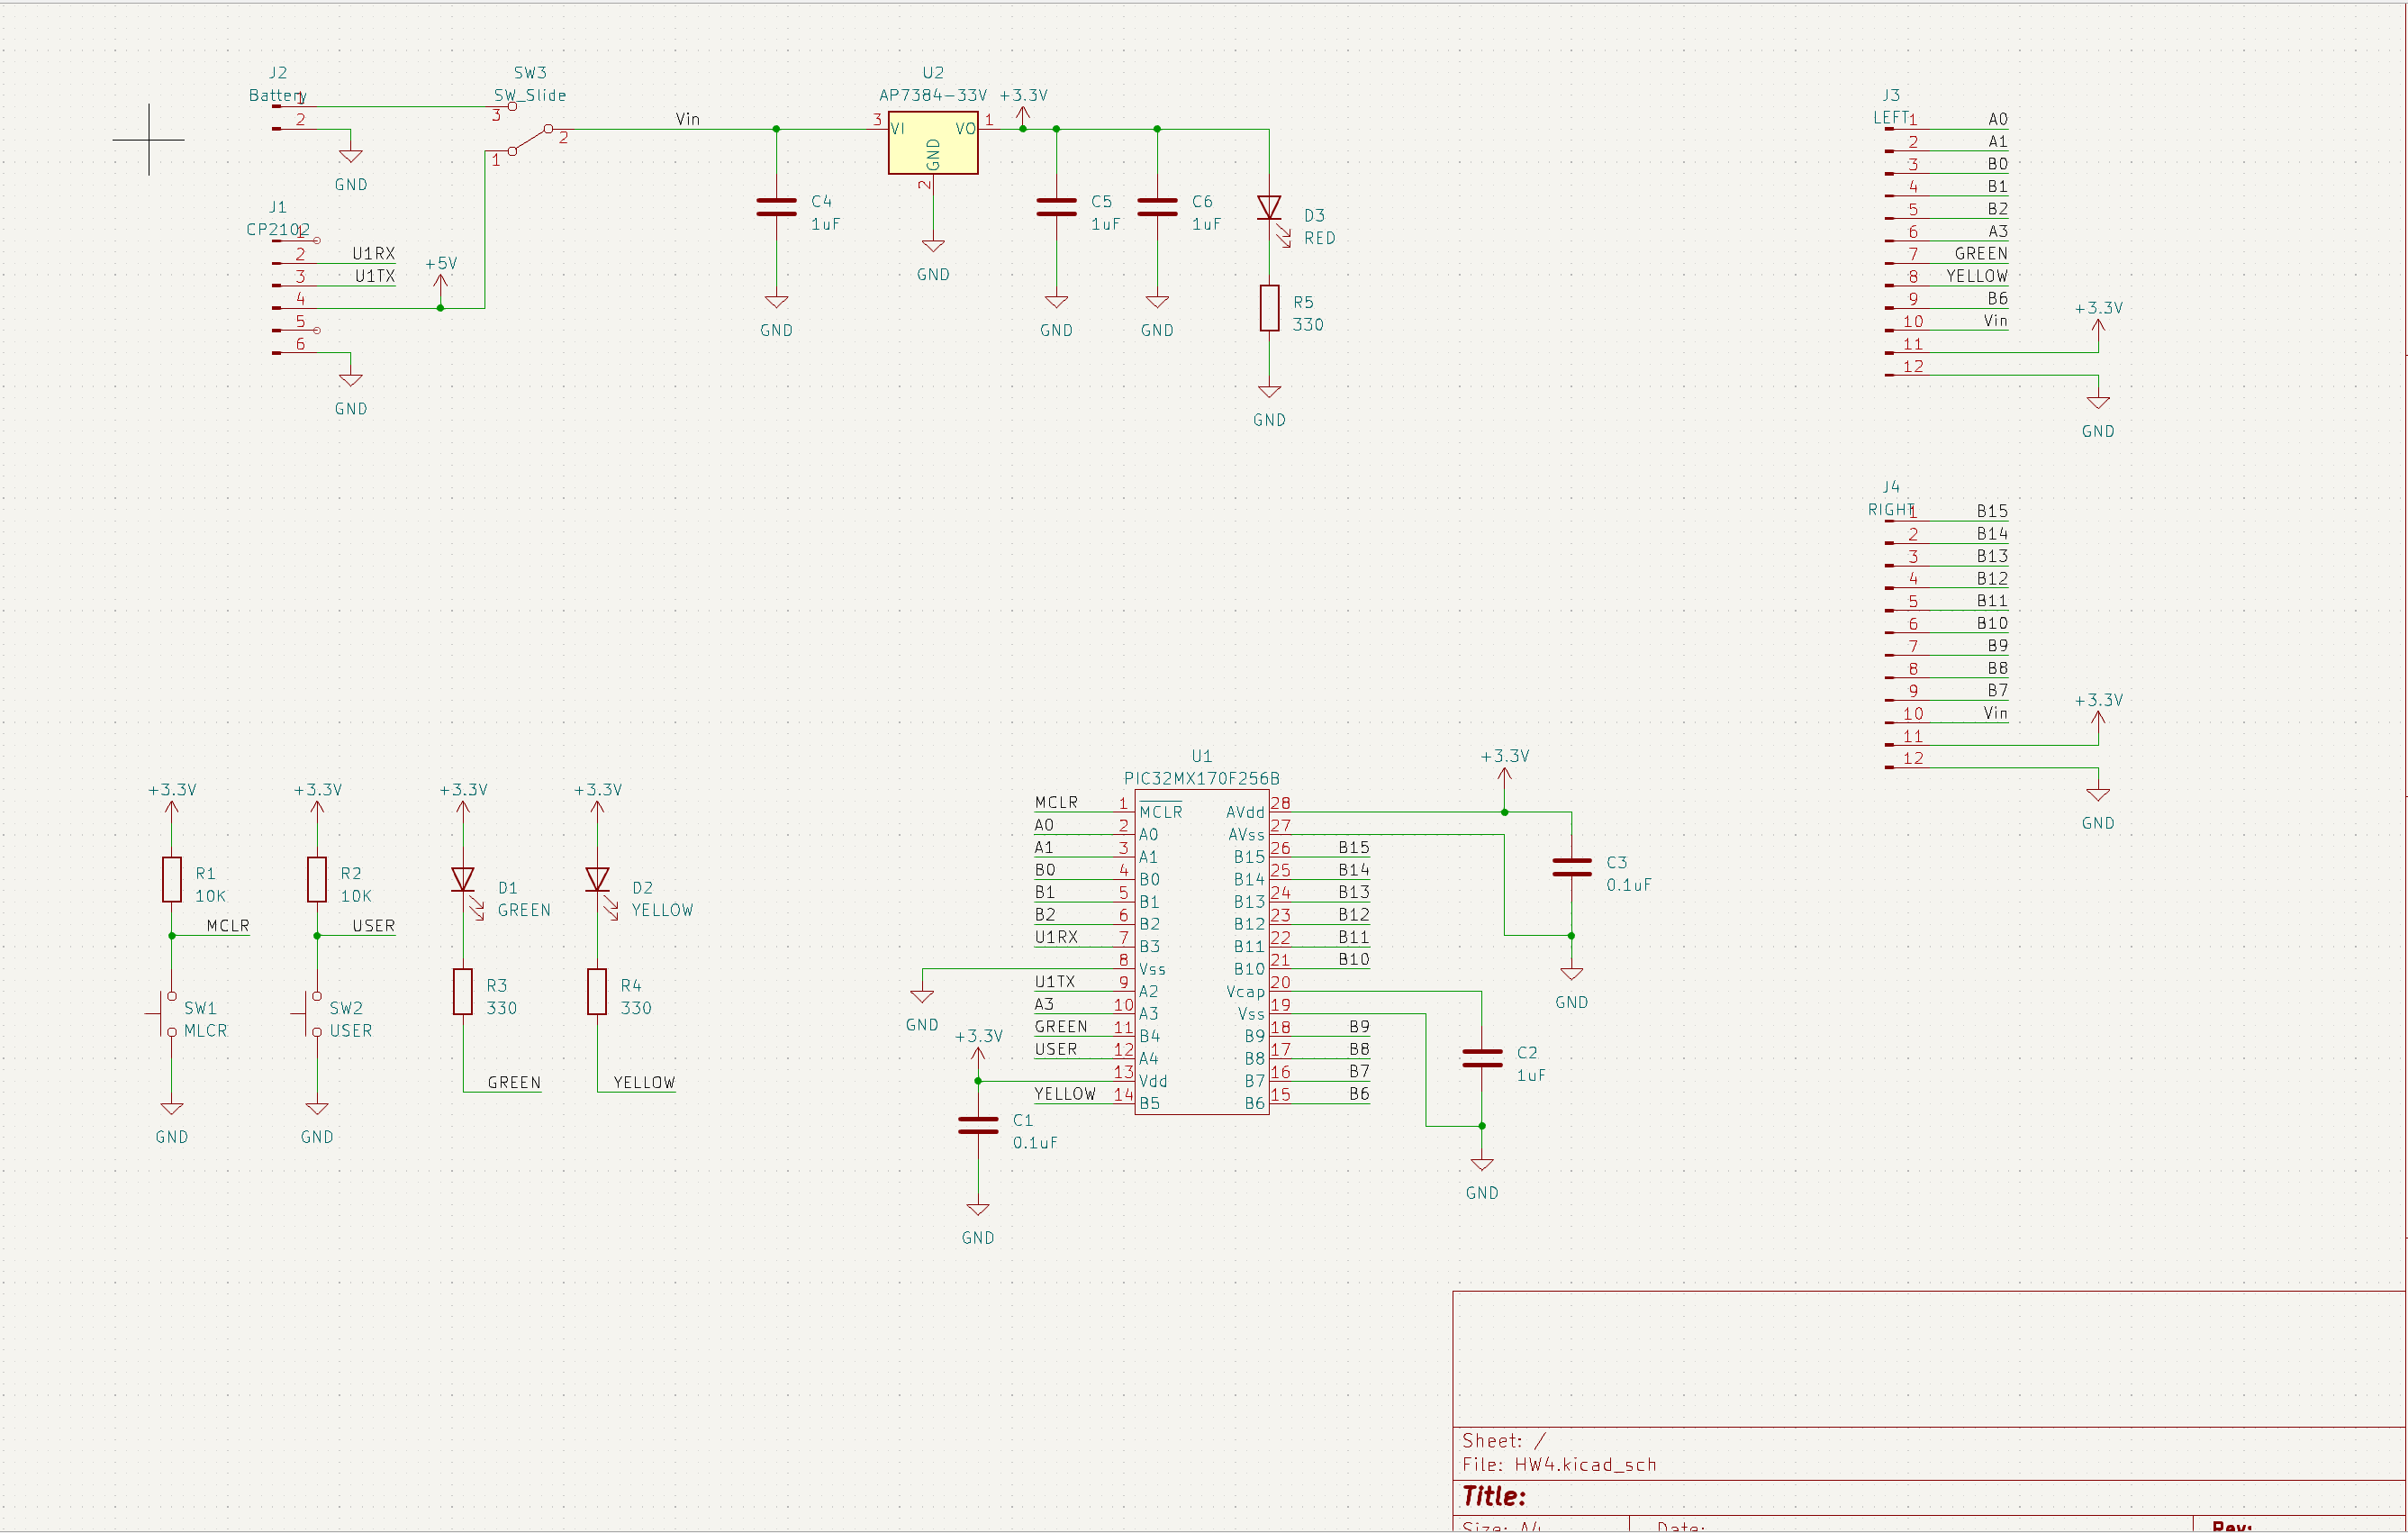 J2
Battery
1
2
GND
SW3
SW_Slide
3
2
1
Vin
U2
AP7384-33V
+3.3V
3
VI
VO
1
GND
2
GND
C4
1uF
GND
C5
1uF
GND
C6
1uF
GND
D3
RED
R5
330
GND
J1
CP2102
1
2
U1RX
3
U1TX
4
+5V
5
6
GND
J3
LEFT
1
A0
2
A1
3
B0
4
B1
5
B2
6
A3
7
GREEN
8
YELLOW
9
B6
10
Vin
11
+3.3V
12
GND
J4
RIGHT
1
B15
2
B14
3
B13
4
B12
5
B11
6
B10
7
B9
8
B8
9
B7
10
Vin
11
+3.3V
12
GND
+3.3V
R1
10K
MCLR
SW1
MLCR
GND
+3.3V
R2
10K
USER
SW2
USER
GND
+3.3V
D1
GREEN
R3
330
GREEN
+3.3V
D2
YELLOW
R4
330
YELLOW
U1
PIC32MX170F256B
MCLR 1 MCLR
A0 2 A0
A1 3 A1
B0 4 B0
B1 5 B1
B2 6 B2
U1RX 7 B3
8 Vss
U1TX 9 A2
A3 10 A3
GREEN 11 B4
USER 12 A4
13 Vdd
YELLOW 14 B5
AVdd 28
AVss 27
B15 26 B15
B14 25 B14
B13 24 B13
B12 23 B12
B11 22 B11
B10 21 B10
Vcap 20
Vss 19
B9 18 B9
B8 17 B8
B7 16 B7
B6 15 B6
GND
+3.3V
C1
0.1uF
GND
+3.3V
C3
0.1uF
GND
C2
1uF
GND
Sheet: /
File: HW4.kicad_sch
Title:
Size: A4
Date:
Rev: